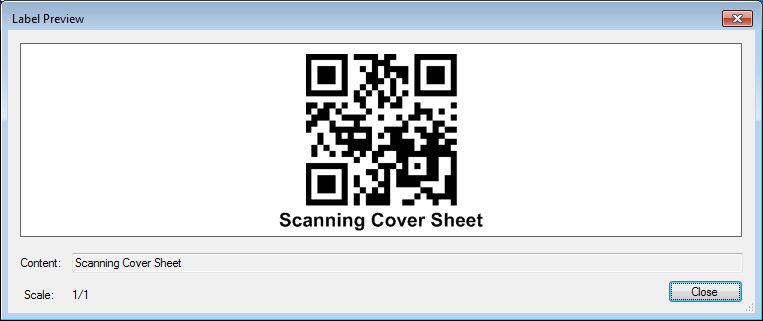 Label Preview
Scanning Cover Sheet
Content: Scanning Cover Sheet
Scale: 1/1
Close